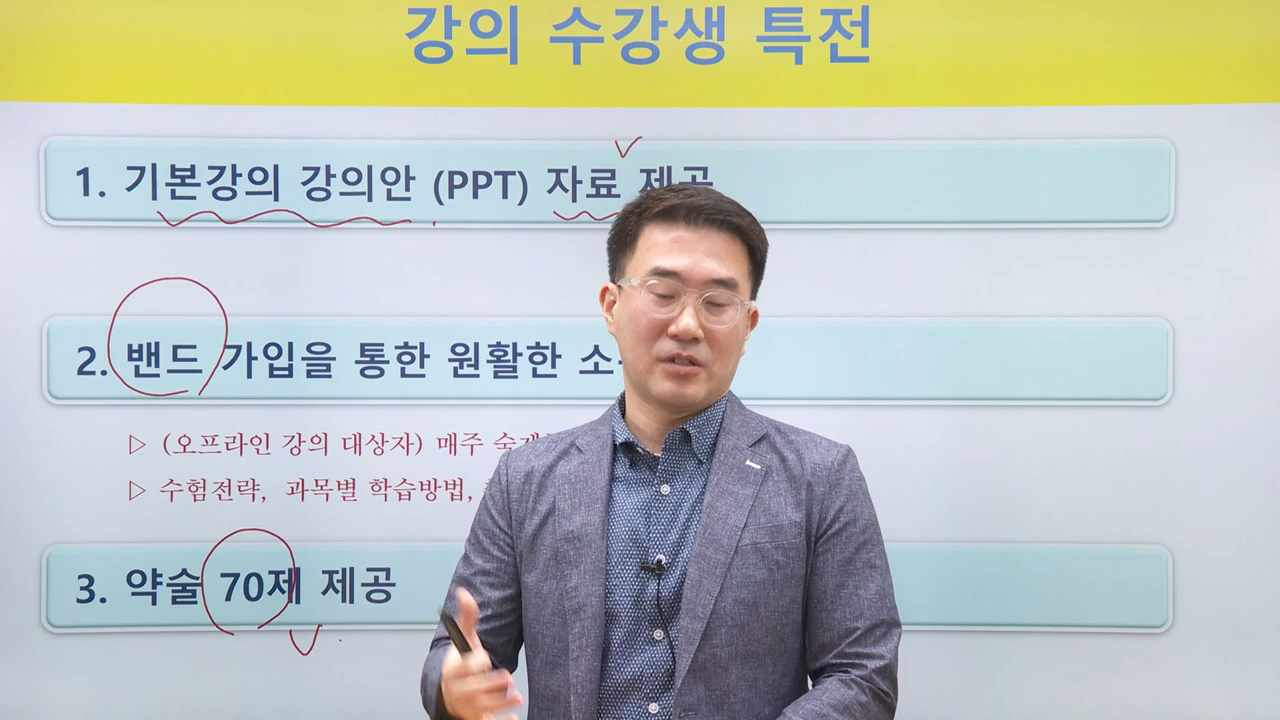 강의 수강생 특전
1. 기본강의 강의안 (PPT) 자료 제공
2. 밴드 가입을 통한 원활한
▷ (오프라인 강의 대상자) 매주
▷ 수험전략, 과목별 학습방법,
3. 약술 70제 제공